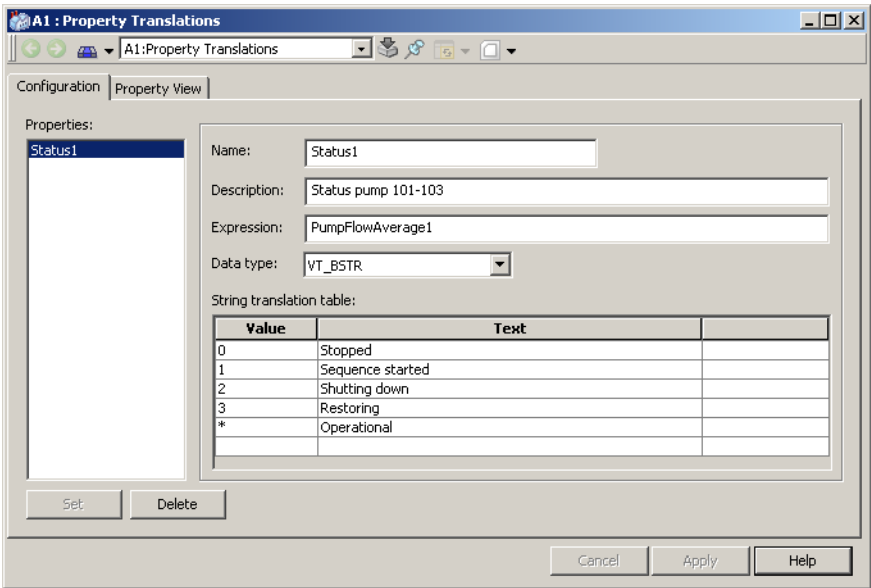 A1 : Property Translations
A1:Property Translations
Configuration Property View
Properties:
Status1
Name: Status1
Description: Status pump 101-103
Expression: PumpFlowAverage1
Data type: VT_BSTR
String translation table:
Value Text
0 Stopped
1 Sequence started
2 Shutting down
3 Restoring
* Operational
Set Delete
Cancel Apply Help